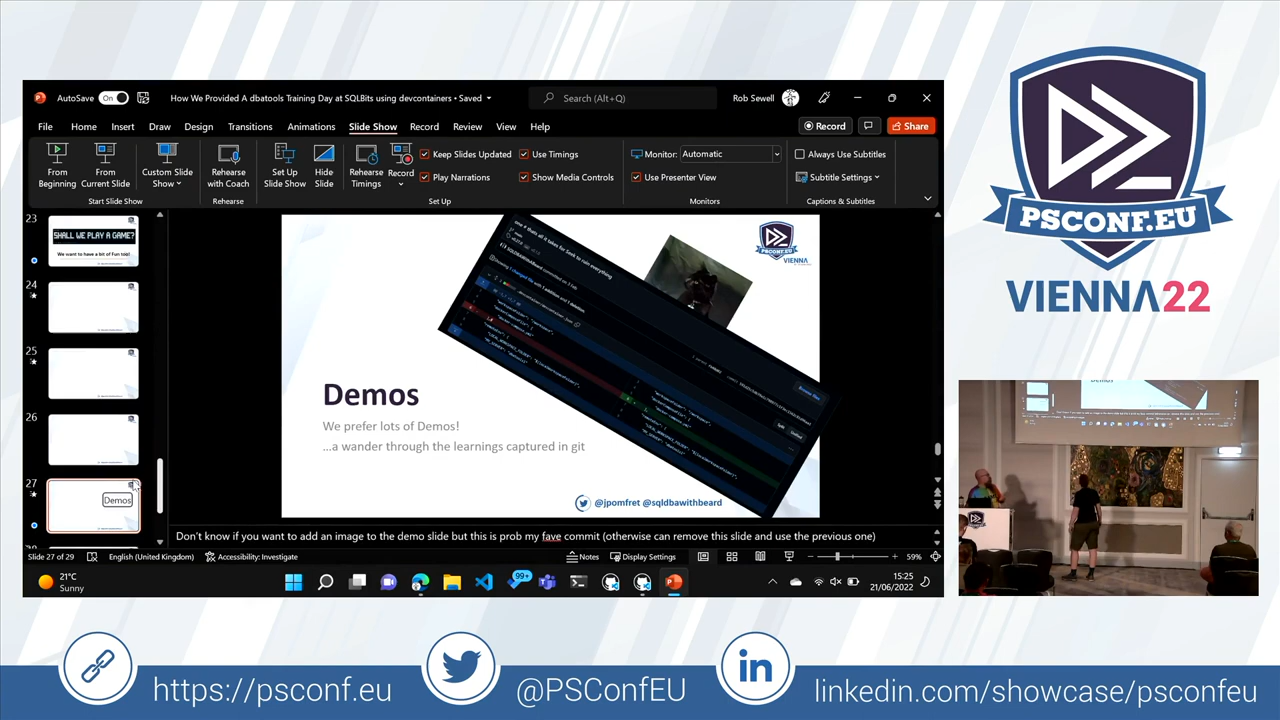 AutoSave
On
How We Provided A dbatools Training Day at SQLBits using devcontainers • Saved
Search (Alt+Q)
Rob Sewell
File
Home
Insert
Draw
Design
Transitions
Animations
Slide Show
Record
Review
View
Help
Record
Share
From Beginning
From Current Slide
Custom Slide Show
Start Slide Show
Rehearse with Coach
Rehearse
Set Up Slide Show
Hide Slide
Rehearse Timings
Record
Keep Slides Updated
Play Narrations
Use Timings
Show Media Controls
Set Up
Monitor:
Automatic
Use Presenter View
Monitors
Always Use Subtitles
Subtitle Settings
Captions & Subtitles
23
SHALL WE PLAY A GAME?
We want to have a bit of Fun too!
24
25
26
27
Demos
PSCONF.EU
VIENNA
Demos
We prefer lots of Demos!
...a wander through the learnings captured in git
@jpomfret @sqldbawithbeard
Don't know if you want to add an image to the demo slide but this is prob my fave commit (otherwise can remove this slide and use the previous one)
Slide 27 of 29
English (United Kingdom)
Accessibility: Investigate
Notes
Display Settings
59%
21°C
Sunny
99+
15:25
21/06/2022
PSCONF.EU
VIENNA22
https://psconf.eu
@PSConfEU
in
linkedin.com/showcase/psconfeu